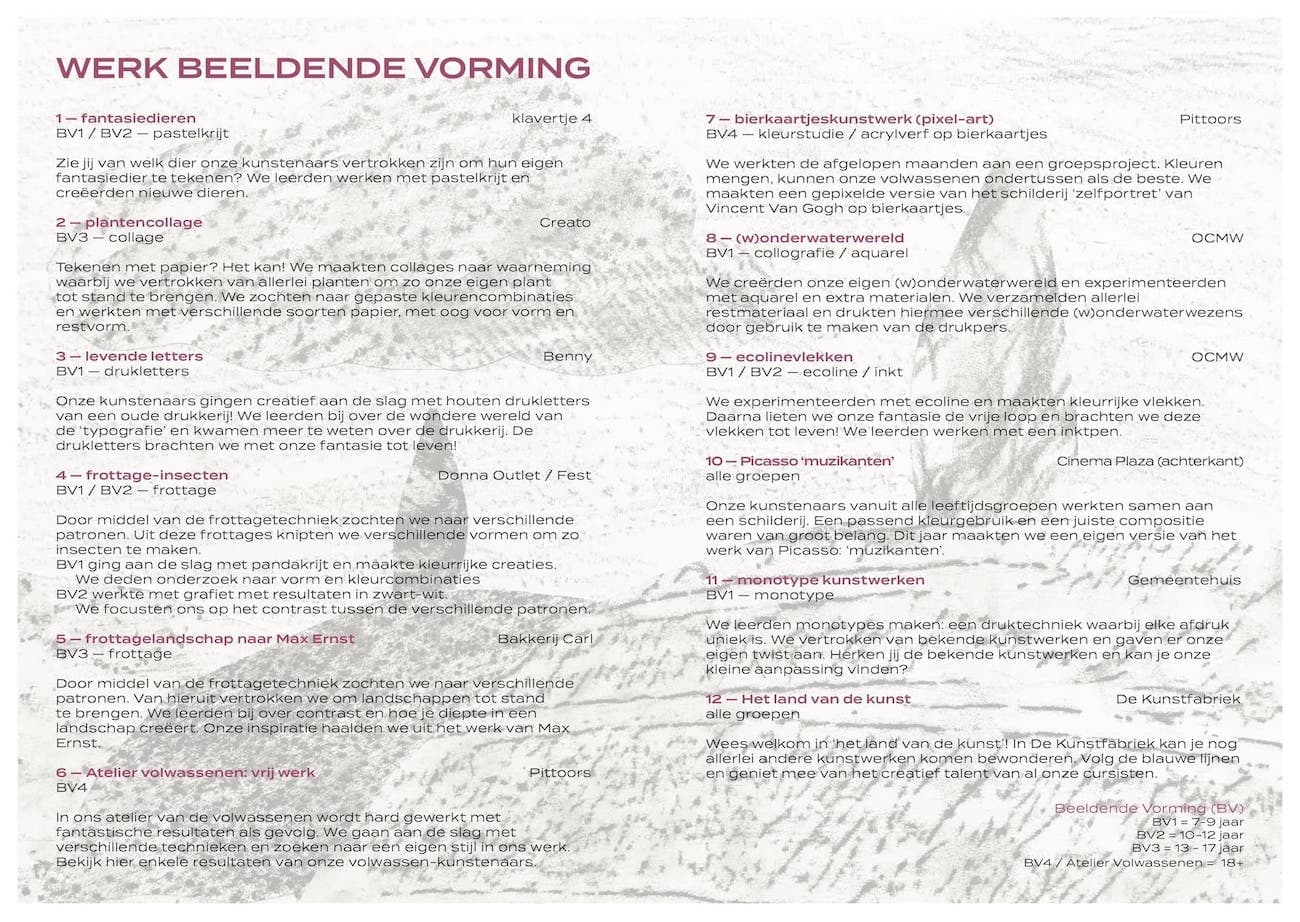 WERK BEELDENDE VORMING
1 — fantasiedieren klavertje 4
BV1 / BV2 — pastelkrijt
Zie jij van welk dier onze kunstenaars vertrokken zijn om hun eigen
fantasiedier te tekenen? We leerden werken met pastelkrijt en
creëerden nieuwe dieren.
2 — plantencollage Creato
BV3 — collage
Tekenen met papier? Het kan! We maakten collages naar waarneming
waarbij we vertrokken van allerlei planten om zo onze eigen plant
tot stand te brengen. We zochten naar gepaste kleurencombinaties
en werkten met verschillende soorten papier, met oog voor vorm en
restvorm.
3 — levende letters Benny
BV1 — drukletters
Onze kunstenaars gingen creatief aan de slag met houten drukletters
van een oude drukkerij! We leerden bij over de wondere wereld van
de ‘typografie’ en kwamen meer te weten over de drukkerij. De
drukletters brachten we met onze fantasie tot leven!
4 — frottage-insecten Donna Outlet / Fest
BV1 / BV2 — frottage
Door middel van de frottagetechniek zochten we naar verschillende
patronen. Uit deze frottages knipten we verschillende vormen om zo
insecten te maken.
BV1 ging aan de slag met pandakrijt en maakte kleurrijke creaties.
We deden onderzoek naar vorm en kleurcombinaties
BV2 werkte met grafiet met resultaten in zwart-wit.
We focusten ons op het contrast tussen de verschillende patronen.
5 — frottagelandschap naar Max Ernst Bakkerij Carl
BV3 — frottage
Door middel van de frottagetechniek zochten we naar verschillende
patronen. Van hieruit vertrokken we om landschappen tot stand
te brengen. We leerden bij over contrast en hoe je diepte in een
landschap creëert. Onze inspiratie haalden we uit het werk van Max
Ernst.
6 — Atelier volwassenen: vrij werk Pittoors
BV4
In ons atelier van de volwassenen wordt hard gewerkt met
fantastische resultaten als gevolg. We gaan aan de slag met
verschillende technieken en zoeken naar een eigen stijl in ons werk.
Bekijk hier enkele resultaten van onze volwassen-kunstenaars.
7 — bierkaartjeskunstwerk (pixel-art) Pittoors
BV4 — kleurstudie / acrylverf op bierkaartjes
We werkten de afgelopen maanden aan een groepsproject. Kleuren
mengen, kunnen onze volwassenen ondertussen als de beste. We
maakten een gepixelde versie van het schilderij ‘zelfportret’ van
Vincent Van Gogh op bierkaartjes.
8 — (w)onderwaterwereld OCMW
BV1 — collografie / aquarel
We creërden onze eigen (w)onderwaterwereld en experimenteerden
met aquarel en extra materialen. We verzamelden allerlei
restmateriaal en drukten hiermee verschillende (w)onderwaterwezens
door gebruik te maken van de drukpers.
9 — ecolinevlekken OCMW
BV1 / BV2 — ecoline / inkt
We experimenteerden met ecoline en maakten kleurrijke vlekken.
Daarna lieten we onze fantasie de vrije loop en brachten we deze
vlekken tot leven! We leerden werken met een inktpen.
10 — Picasso ‘muzikanten’ Cinema Plaza (achterkant)
alle groepen
Onze kunstenaars vanuit alle leeftijdsgroepen werkten samen aan
een schilderij. Een passend kleurgebruik en een juiste compositie
waren van groot belang. Dit jaar maakten we een eigen versie van het
werk van Picasso: ‘muzikanten’.
11 — monotype kunstwerken Gemeentehuis
BV1 — monotype
We leerden monotypes maken: een druktechniek waarbij elke afdruk
uniek is. We vertrokken van bekende kunstwerken en gaven er onze
eigen twist aan. Herken jij de bekende kunstwerken en kan je onze
kleine aanpassing vinden?
12 — Het land van de kunst De Kunstfabriek
alle groepen
Wees welkom in ‘het land van de kunst’! In De Kunstfabriek kan je nog
allerlei andere kunstwerken komen bewonderen. Volg de blauwe lijnen
en geniet mee van het creatief talent van al onze cursisten.
Beeldende Vorming (BV)
BV1 = 7-9 jaar
BV2 = 10-12 jaar
BV3 = 13 - 17 jaar
BV4 / Atelier Volwassenen = 18+